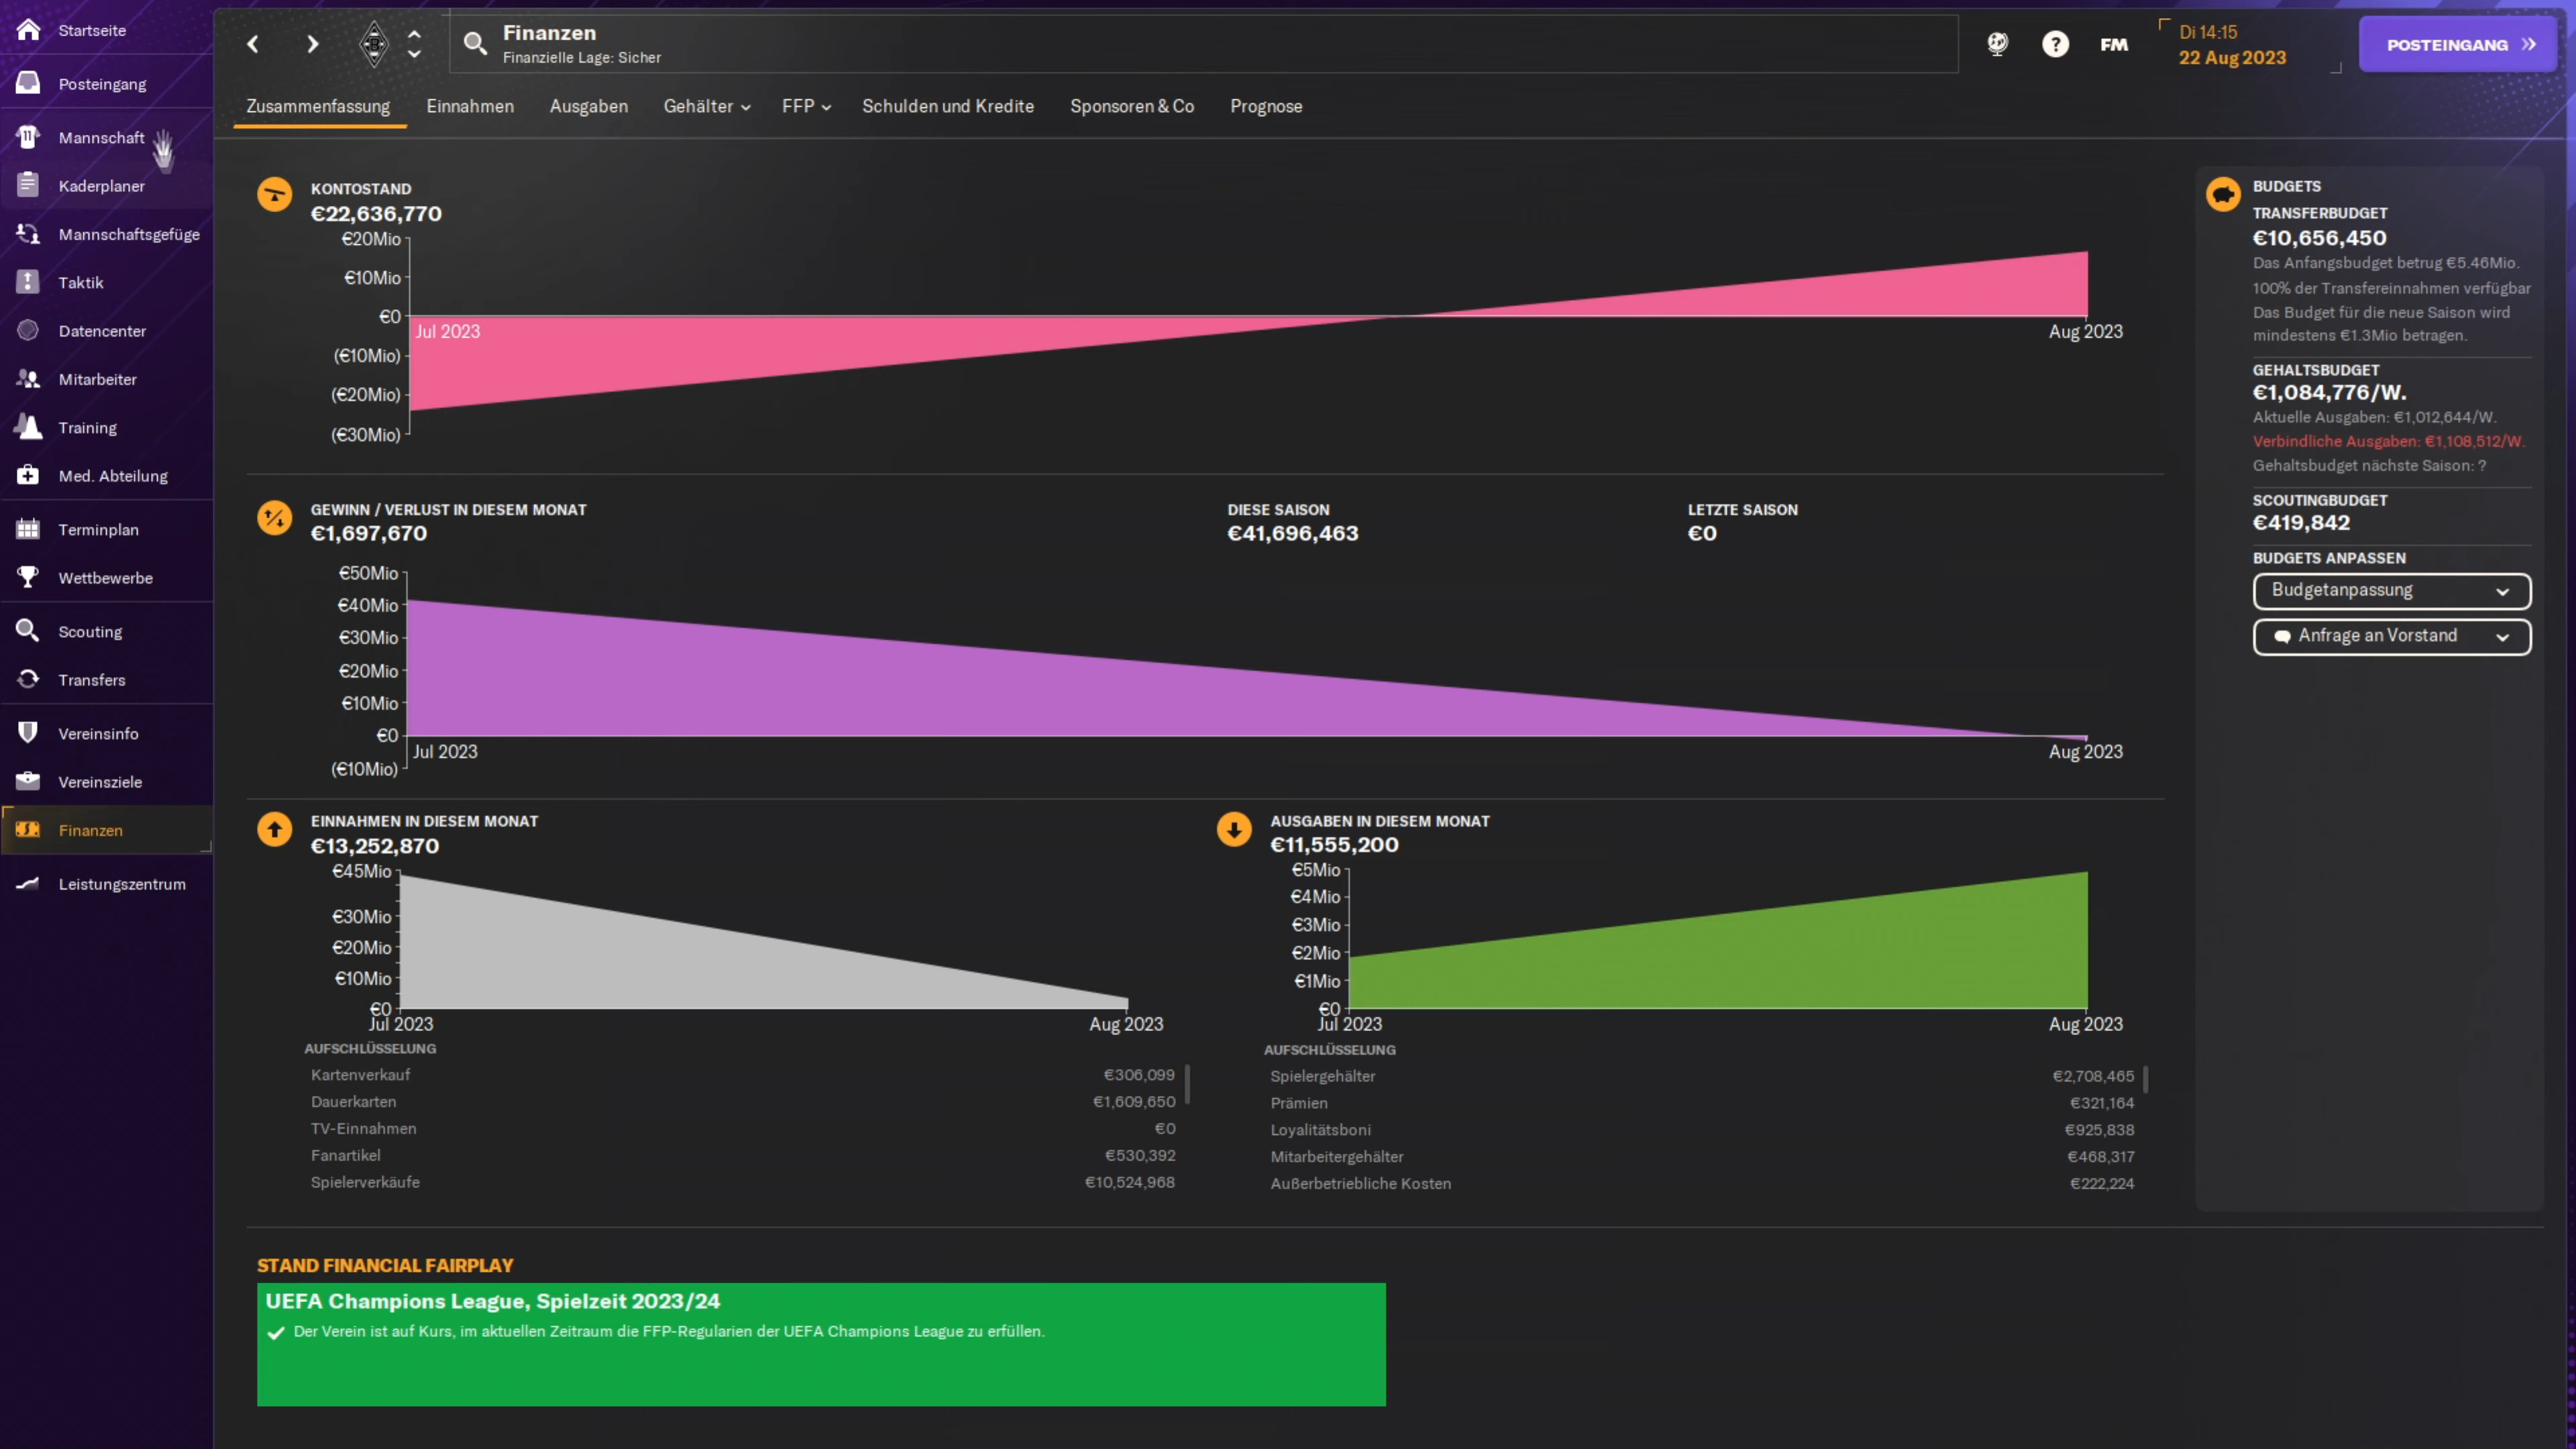 Startseite
Posteingang
Mannschaft
Kaderplaner
Mannschaftsgefüge
Taktik
Datencenter
Mitarbeiter
Training
Med. Abteilung
Terminplan
Wettbewerbe
Scouting
Transfers
Vereinsinfo
Vereinsziele
Finanzen
Leistungszentrum
Finanzen
Finanzielle Lage: Sicher
?
FM
Di 14:15
22 Aug 2023
POSTEINGANG
Zusammenfassung Einnahmen Ausgaben Gehälter FFP Schulden und Kredite Sponsoren & Co Prognose
KONTOSTAND
€22,636,770
€20Mio
€10Mio
€0
(€10Mio)
(€20Mio)
(€30Mio)
Jul 2023 Aug 2023
GEWINN / VERLUST IN DIESEM MONAT
€1,697,670
DIESE SAISON
€41,696,463
LETZTE SAISON
€0
€50Mio
€40Mio
€30Mio
€20Mio
€10Mio
€0
(€10Mio)
Jul 2023 Aug 2023
EINNAHMEN IN DIESEM MONAT
€13,252,870
€45Mio
€30Mio
€20Mio
€10Mio
€0
Jul 2023 Aug 2023
AUFSCHLÜSSELUNG
Kartenverkauf €306,099
Dauerkarten €1,609,650
TV-Einnahmen €0
Fanartikel €530,392
Spielerverkäufe €10,524,968
AUSGABEN IN DIESEM MONAT
€11,555,200
€5Mio
€4Mio
€3Mio
€2Mio
€1Mio
€0
Jul 2023 Aug 2023
AUFSCHLÜSSELUNG
Spielergehälter €2,708,465
Prämien €321,164
Loyalitätsboni €925,838
Mitarbeitergehälter €468,317
Außerbetriebliche Kosten €222,224
BUDGETS
TRANSFERBUDGET
€10,656,450
Das Anfangsbudget betrug €5.46Mio.
100% der Transfereinnahmen verfügbar
Das Budget für die neue Saison wird
mindestens €1.3Mio betragen.
GEHALTSBUDGET
€1,084,776/W.
Aktuelle Ausgaben: €1,012,644/W.
Verbindliche Ausgaben: €1,108,512/W.
Gehaltsbudget nächste Saison: ?
SCOUTINGBUDGET
€419,842
BUDGETS ANPASSEN
Budgetanpassung
Anfrage an Vorstand
STAND FINANCIAL FAIRPLAY
UEFA Champions League, Spielzeit 2023/24
Der Verein ist auf Kurs, im aktuellen Zeitraum die FFP-Regularien der UEFA Champions League zu erfüllen.